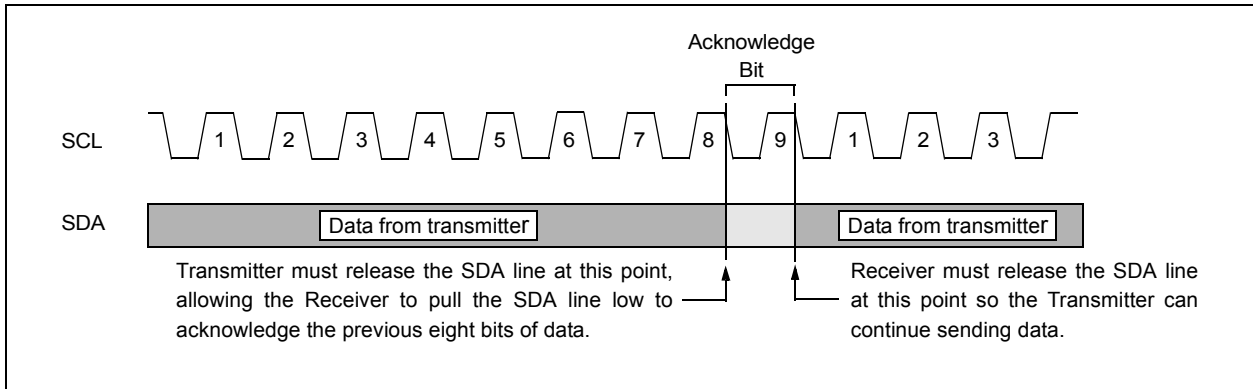 Acknowledge
Bit
SCL
1 2 3 4 5 6 7 8 9 1 2 3
SDA
Data from transmitter
Data from transmitter
Transmitter must release the SDA line at this point,
allowing the Receiver to pull the SDA line low to
acknowledge the previous eight bits of data.
Receiver must release the SDA line
at this point so the Transmitter can
continue sending data.